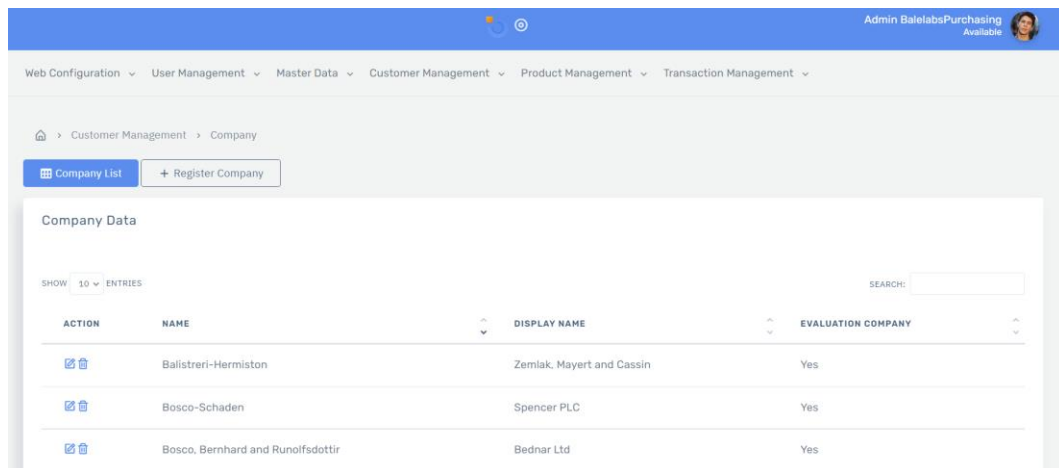 Admin BalelabsPurchasing
Available
Web Configuration User Management Master Data Customer Management Product Management Transaction Management
> Customer Management > Company
Company List + Register Company
Company Data
SHOW 10 ENTRIES SEARCH:
ACTION NAME DISPLAY NAME EVALUATION COMPANY
Balistreri-Hermiston Zemlak, Mayert and Cassin Yes
Bosco-Schaden Spencer PLC Yes
Bosco, Bernhard and Runolfsdottir Bednar Ltd Yes